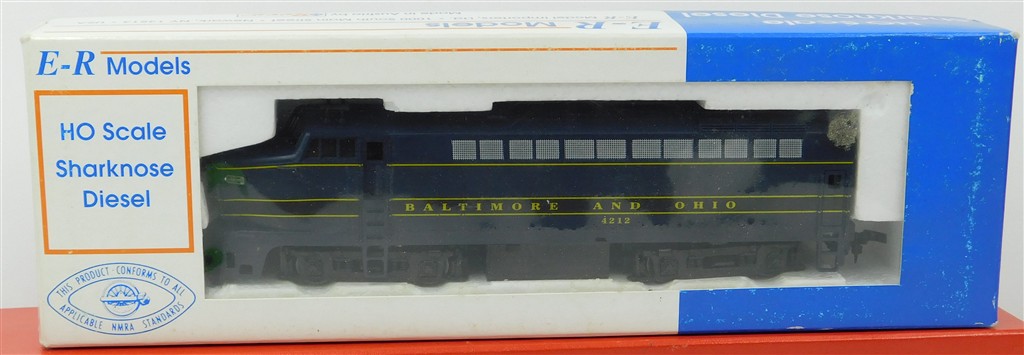 E-R Models
HO Scale
Sharknose
Diesel
THIS PRODUCT CONFORMS TO ALL
APPLICABLE NMRA STANDARDS
BALTIMORE AND OHIO
4212